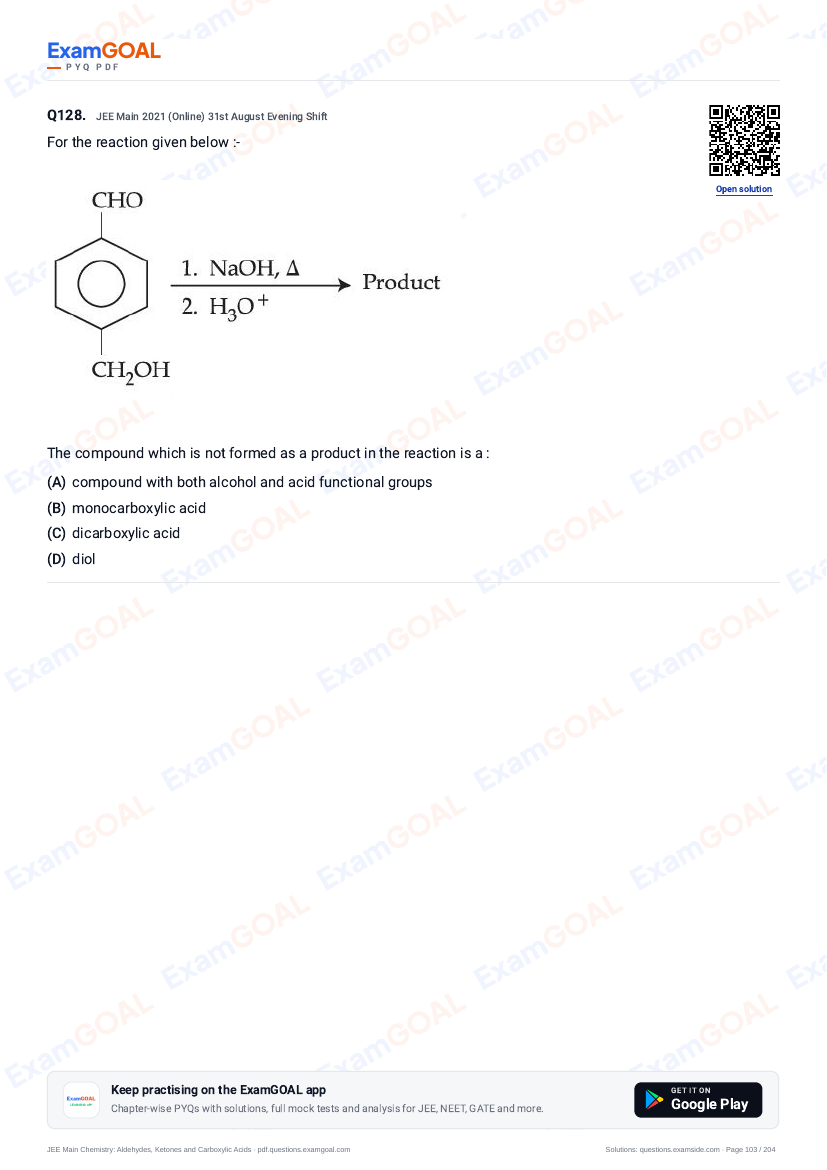 ExamGOAL
PYQ PDF
Q128. JEE Main 2021 (Online) 31st August Evening Shift
For the reaction given below :-
Open solution
CHO
1. NaOH, Δ
2. H₃O⁺
Product
CH₂OH
The compound which is not formed as a product in the reaction is a :
(A) compound with both alcohol and acid functional groups
(B) monocarboxylic acid
(C) dicarboxylic acid
(D) diol
Keep practising on the ExamGOAL app
Chapter-wise PYQs with solutions, full mock tests and analysis for JEE, NEET, GATE and more.
GET IT ON
Google Play
JEE Main Chemistry: Aldehydes, Ketones and Carboxylic Acids · pdf.questions.examgoal.com
Solutions: questions.examside.com · Page 103 / 204